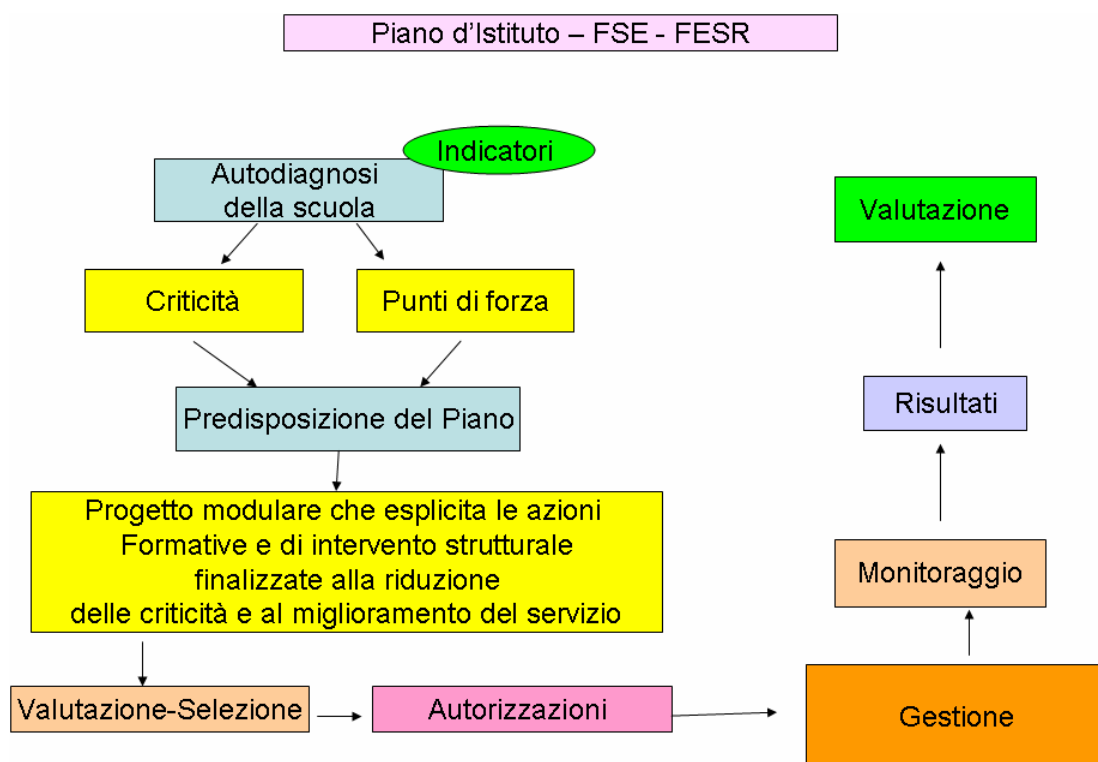 Piano d'Istituto – FSE - FESR
Indicatori
Autodiagnosi
della scuola
Criticità
Punti di forza
Predisposizione del Piano
Progetto modulare che esplicita le azioni
Formative e di intervento strutturale
finalizzate alla riduzione
delle criticità e al miglioramento del servizio
Valutazione-Selezione
Autorizzazioni
Gestione
Monitoraggio
Risultati
Valutazione